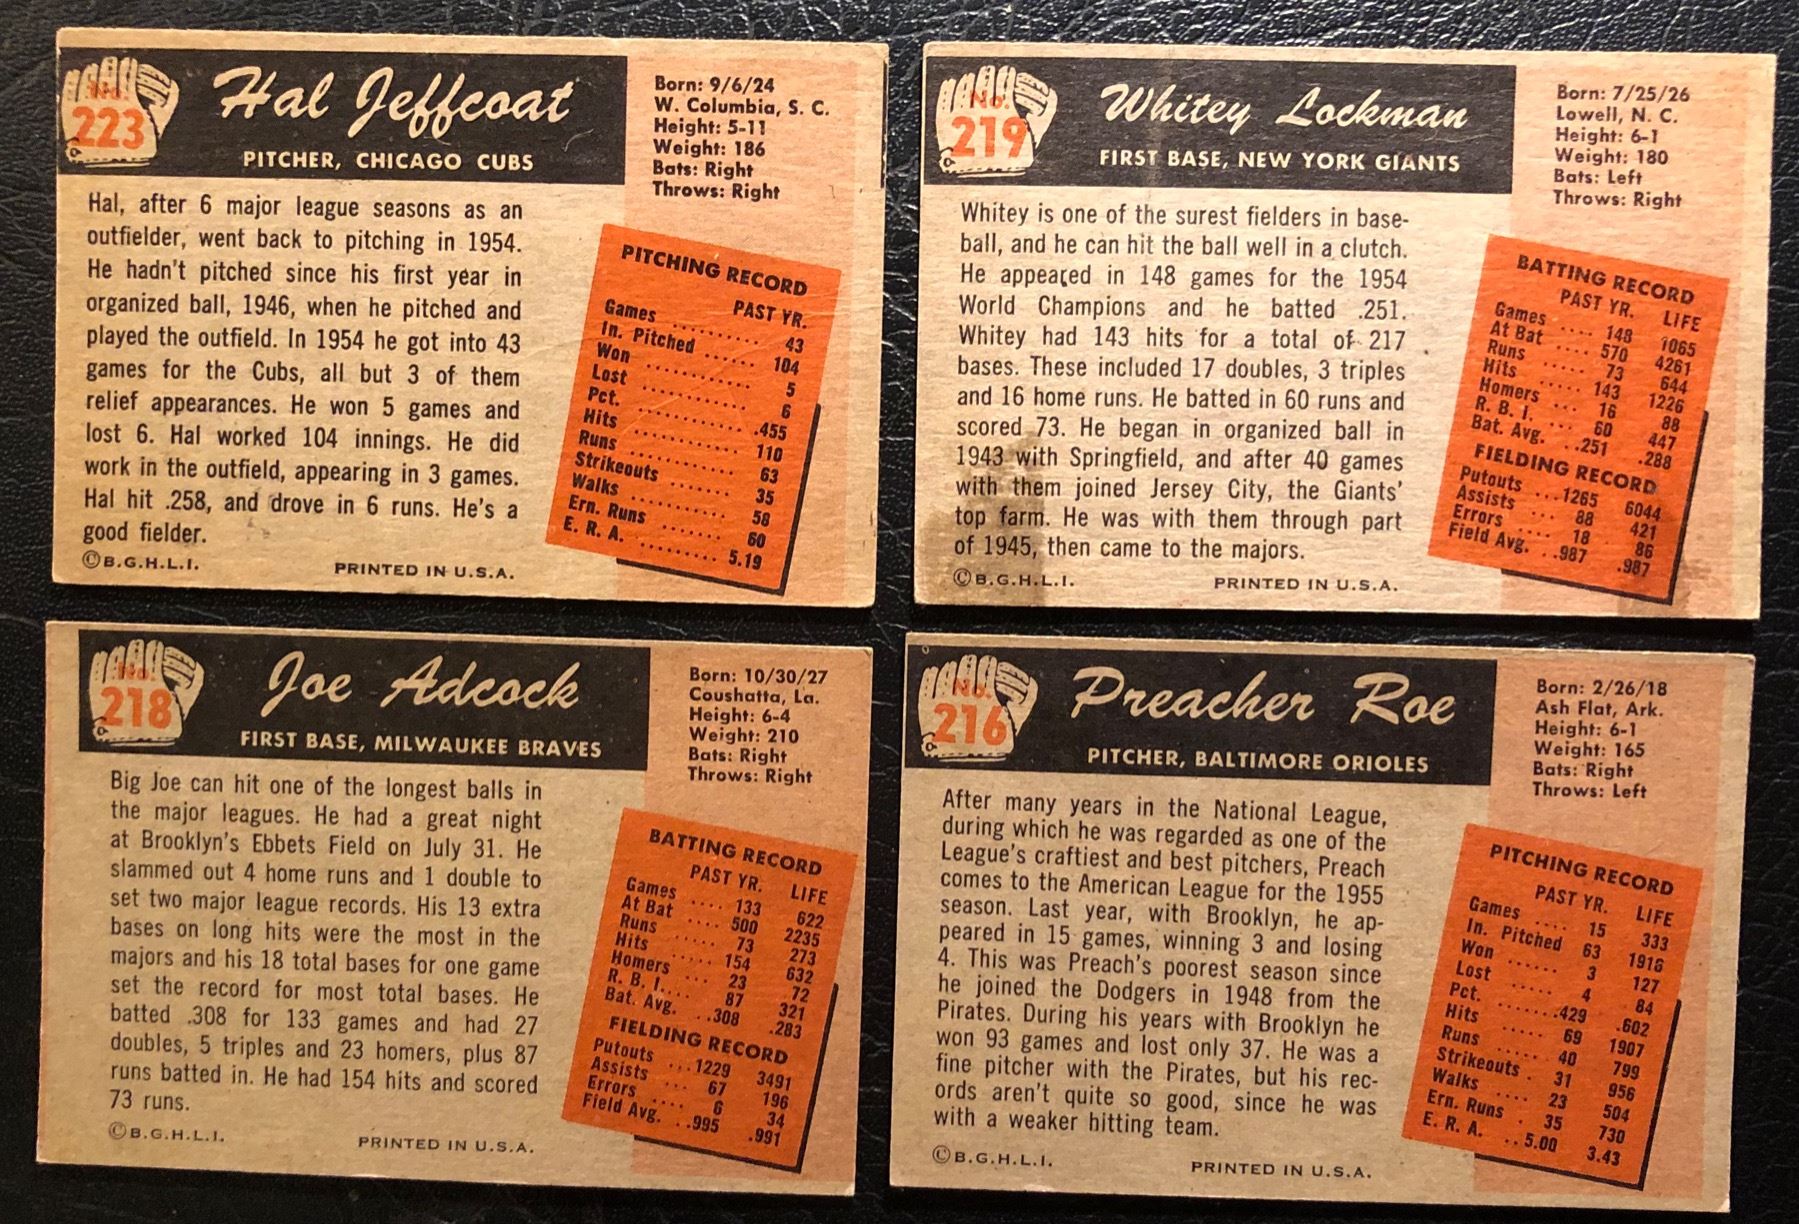 No.
223
Hal Jeffcoat
PITCHER, CHICAGO CUBS
Born: 9/6/24
W. Columbia, S. C.
Height: 5-11
Weight: 186
Bats: Right
Throws: Right
Hal, after 6 major league seasons as an
outfielder, went back to pitching in 1954.
He hadn't pitched since his first year in
organized ball, 1946, when he pitched and
played the outfield. In 1954 he got into 43
games for the Cubs, all but 3 of them
relief appearances. He won 5 games and
lost 6. Hal worked 104 innings. He did
work in the outfield, appearing in 3 games.
Hal hit .258, and drove in 6 runs. He's a
good fielder.
PITCHING RECORD
PAST YR.
Games ......... 43
In. Pitched ...... 104
Won ............ 5
Lost ............ 6
Pct. ............ .455
Hits ............ 110
Runs ............ 63
Strikeouts ....... 35
Walks ........... 58
Ern. Runs ....... 60
E. R. A. ......... 5.19
©B.G.H.L.I.
PRINTED IN U.S.A.
No.
219
Whitey Lockman
FIRST BASE, NEW YORK GIANTS
Born: 7/25/26
Lowell, N. C.
Height: 6-1
Weight: 180
Bats: Left
Throws: Right
Whitey is one of the surest fielders in base-
ball, and he can hit the ball well in a clutch.
He appeared in 148 games for the 1954
World Champions and he batted .251.
Whitey had 143 hits for a total of 217
bases. These included 17 doubles, 3 triples
and 16 home runs. He batted in 60 runs and
scored 73. He began in organized ball in
1943 with Springfield, and after 40 games
with them joined Jersey City, the Giants'
top farm. He was with them through part
of 1945, then came to the majors.
BATTING RECORD
PAST YR. LIFE
Games .... 148 1065
At Bat .... 570 4261
Runs ..... 73 644
Hits ..... 143 1226
Homers ... 16 88
R. B. I. ... 60 447
Bat. Avg. ..251 .288
FIELDING RECORD
Putouts ...1265 6044
Assists ... 88 421
Errors .... 18 86
Field Avg. ..987 .987
©B.G.H.L.I.
PRINTED IN U.S.A.
No.
218
Joe Adcock
FIRST BASE, MILWAUKEE BRAVES
Born: 10/30/27
Coushatta, La.
Height: 6-4
Weight: 210
Bats: Right
Throws: Right
Big Joe can hit one of the longest balls in
the major leagues. He had a great night
at Brooklyn's Ebbets Field on July 31. He
slammed out 4 home runs and 1 double to
set two major league records. His 13 extra
bases on long hits were the most in the
majors and his 18 total bases for one game
set the record for most total bases. He
batted .308 for 133 games and had 27
doubles, 5 triples and 23 homers, plus 87
runs batted in. He had 154 hits and scored
73 runs.
BATTING RECORD
PAST YR. LIFE
Games .... 133 622
At Bat .... 500 2235
Runs ..... 73 273
Hits ..... 154 632
Homers ... 23 72
R. B. I.... 87 321
Bat. Avg. ..308 .283
FIELDING RECORD
Putouts ...1229 3491
Assists ... 67 196
Errors .... 6 34
Field Avg. ..995 .991
©B.G.H.L.I.
PRINTED IN U.S.A.
No.
216
Preacher Roe
PITCHER, BALTIMORE ORIOLES
Born: 2/26/18
Ash Flat, Ark.
Height: 6-1
Weight: 165
Bats: Right
Throws: Left
After many years in the National League,
during which he was regarded as one of the
League's craftiest and best pitchers, Preach
comes to the American League for the 1955
season. Last year, with Brooklyn, he ap-
peared in 15 games, winning 3 and losing
4. This was Preach's poorest season since
he joined the Dodgers in 1948 from the
Pirates. During his years with Brooklyn he
won 93 games and lost only 37. He was a
fine pitcher with the Pirates, but his rec-
ords aren't quite so good, since he was
with a weaker hitting team.
PITCHING RECORD
PAST YR. LIFE
Games .... 15 333
In. Pitched 63 1916
Won ...... 3 127
Lost ..... 4 84
Pct. ......429 .602
Hits ..... 69 1907
Runs ..... 40 799
Strikeouts . 31 956
Walks .... 23 504
Ern. Runs .. 35 730
E. R. A. ..5.00 3.43
©B.G.H.L.I.
PRINTED IN U.S.A.